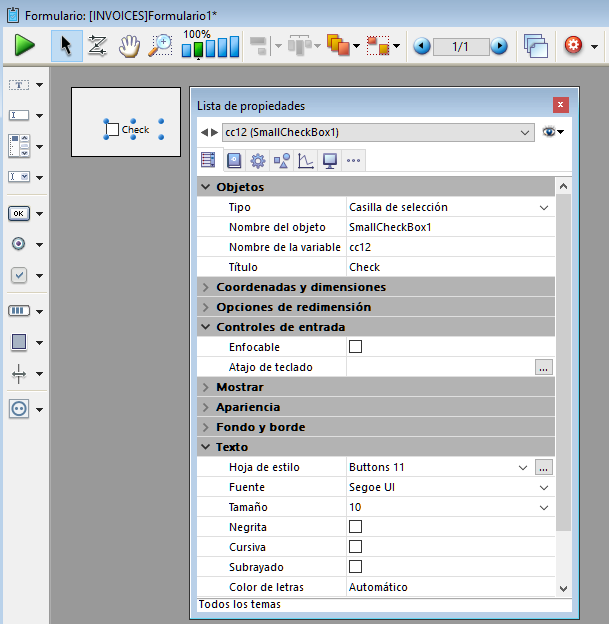 Formulario: [INVOICES]Formulario1*
100%
1/1
T
OK
Check
Lista de propiedades
cc12 (SmallCheckBox1)
Objetos
Tipo Casilla de selección
Nombre del objeto SmallCheckBox1
Nombre de la variable cc12
Título Check
Coordenadas y dimensiones
Opciones de redimensión
Controles de entrada
Enfocable
Atajo de teclado ...
Mostrar
Apariencia
Fondo y borde
Texto
Hoja de estilo Buttons 11 ...
Fuente Segoe UI
Tamaño 10
Negrita
Cursiva
Subrayado
Color de letras Automático
Todos los temas